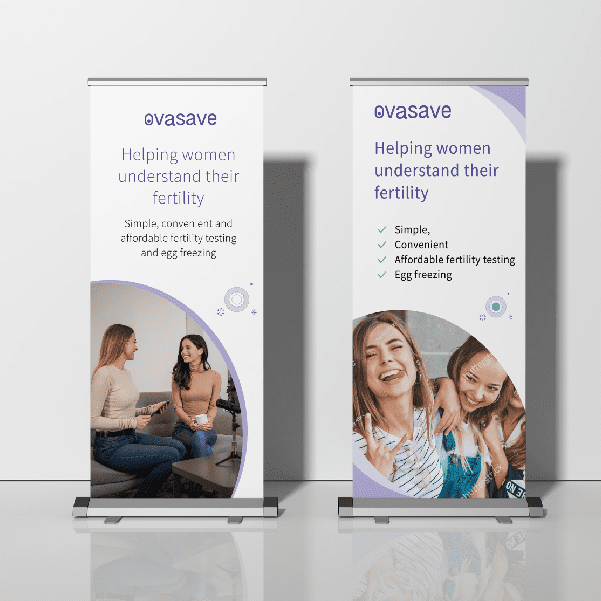 ovasave
Helping women
understand their
fertility
Simple, convenient and
affordable fertility testing
and egg freezing
ovasave
Helping women
understand their
fertility
Simple,
Convenient
Affordable fertility testing
Egg freezing